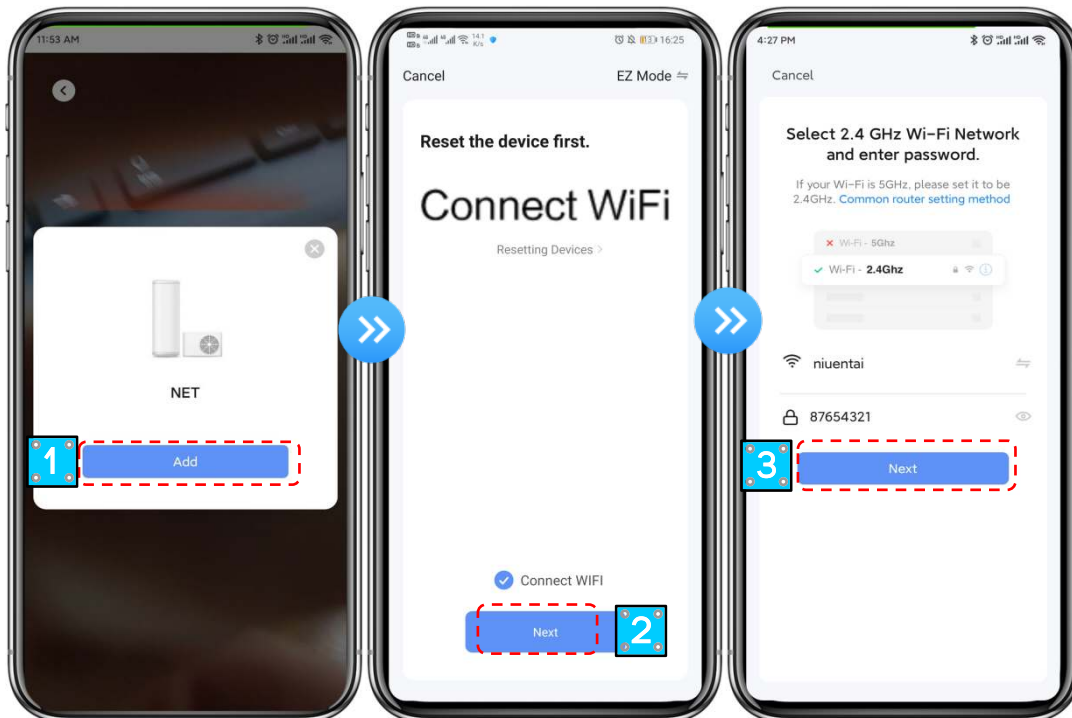 11:53 AM
NET
Add
1
14.1
K/s
16:25
Cancel
EZ Mode
Reset the device first.
Connect WiFi
Resetting Devices >
Connect WIFI
Next
2
4:27 PM
Cancel
Select 2.4 GHz Wi-Fi Network
and enter password.
If your Wi-Fi is 5GHz, please set it to be
2.4GHz. Common router setting method
Wi-Fi - 5Ghz
Wi-Fi - 2.4Ghz
niuentai
87654321
3
Next